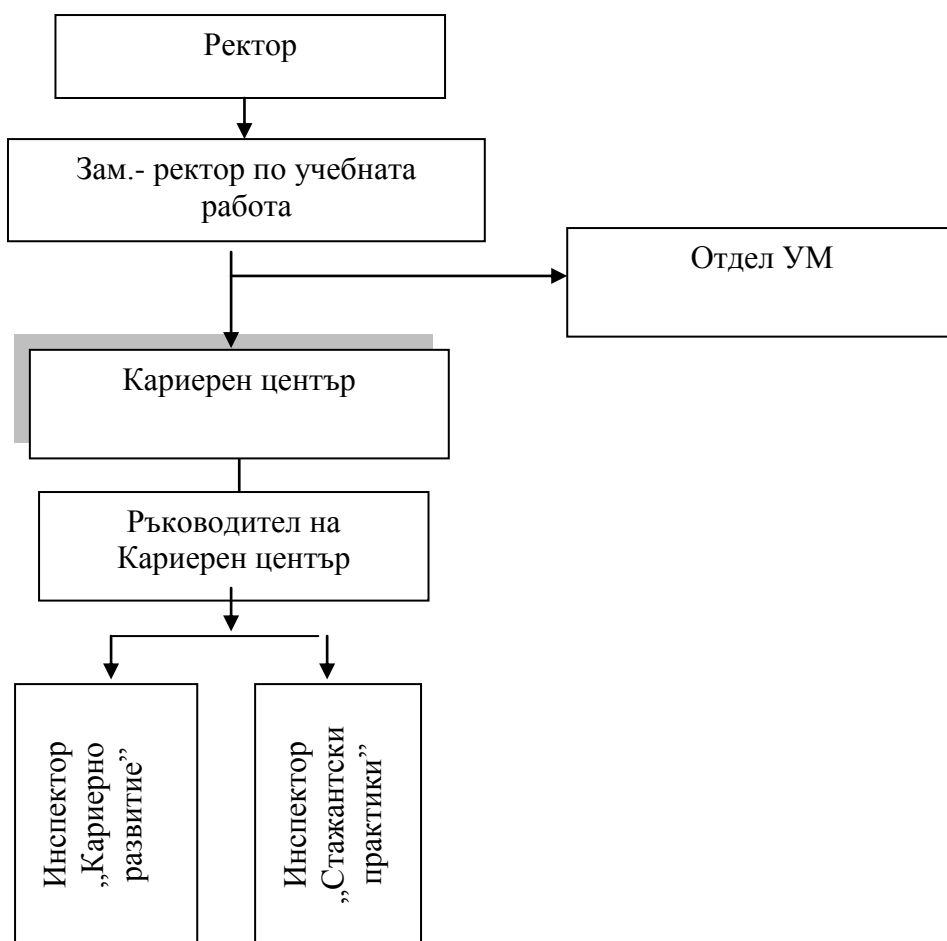 Ректор
Зам.- ректор по учебната
работа
Отдел УМ
Кариерен център
Ръководител на
Кариерен център
Инспектор
„Кариерно
развитие”
Инспектор
„Стажантски
практики”